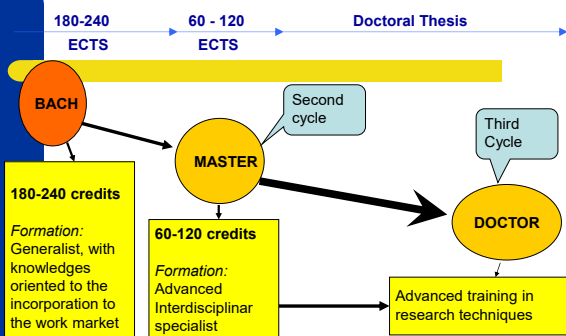 180-240 60 - 120 Doctoral Thesis
ECTS ECTS
BACH
Second
cycle
Third
Cycle
MASTER
DOCTOR
180-240 credits
Formation:
Generalist, with
knowledges
oriented to the
incorporation to
the work market
60-120 credits
Formation:
Advanced
Interdisciplinar
specialist
Advanced training in
research techniques